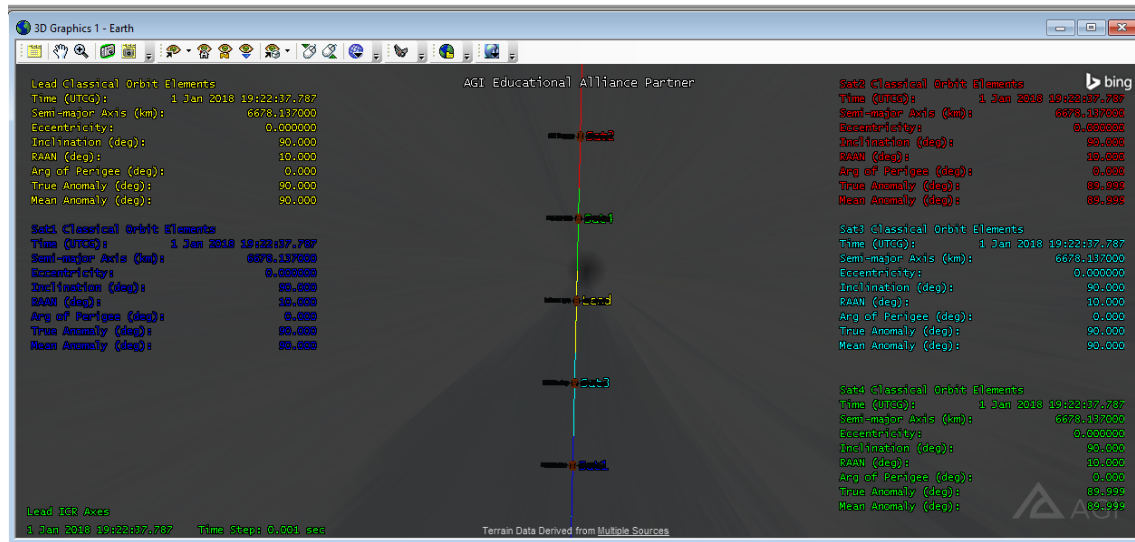 3D Graphics 1 - Earth
Lead Classical Orbit Elements
Time (UTCG): 1 Jan 2018 19:22:37.787
Semi-major Axis (km): 6678.137000
Eccentricity: 0.000000
Inclination (deg): 90.000
RAAN (deg): 10.000
Arg of Perigee (deg): 0.000
True Anomaly (deg): 90.000
Mean Anomaly (deg): 90.000
Sat1 Classical Orbit Elements
Time (UTCG): 1 Jan 2018 19:22:37.787
Semi-major Axis (km): 6678.137000
Eccentricity: 0.000000
Inclination (deg): 90.000
RAAN (deg): 10.000
Arg of Perigee (deg): 0.000
True Anomaly (deg): 90.000
Mean Anomaly (deg): 90.000
Lead ICR Axes
1 Jan 2018 19:22:37.787 Time Step: 0.001 sec
AGI Educational Alliance Partner
Sat2
Sat4
Lead
Sat3
Sat1
Terrain Data Derived from Multiple Sources
bing
Sat2 Classical Orbit Elements
Time (UTCG): 1 Jan 2018 19:22:37.787
Semi-major Axis (km): 6678.137000
Eccentricity: 0.000000
Inclination (deg): 90.000
RAAN (deg): 10.000
Arg of Perigee (deg): 0.000
True Anomaly (deg): 89.999
Mean Anomaly (deg): 89.999
Sat3 Classical Orbit Elements
Time (UTCG): 1 Jan 2018 19:22:37.787
Semi-major Axis (km): 6678.137000
Eccentricity: 0.000000
Inclination (deg): 90.000
RAAN (deg): 10.000
Arg of Perigee (deg): 0.000
True Anomaly (deg): 90.000
Mean Anomaly (deg): 90.000
Sat4 Classical Orbit Elements
Time (UTCG): 1 Jan 2018 19:22:37.787
Semi-major Axis (km): 6678.137000
Eccentricity: 0.000000
Inclination (deg): 90.000
RAAN (deg): 10.000
Arg of Perigee (deg): 0.000
True Anomaly (deg): 89.999
Mean Anomaly (deg): 89.999
AGI